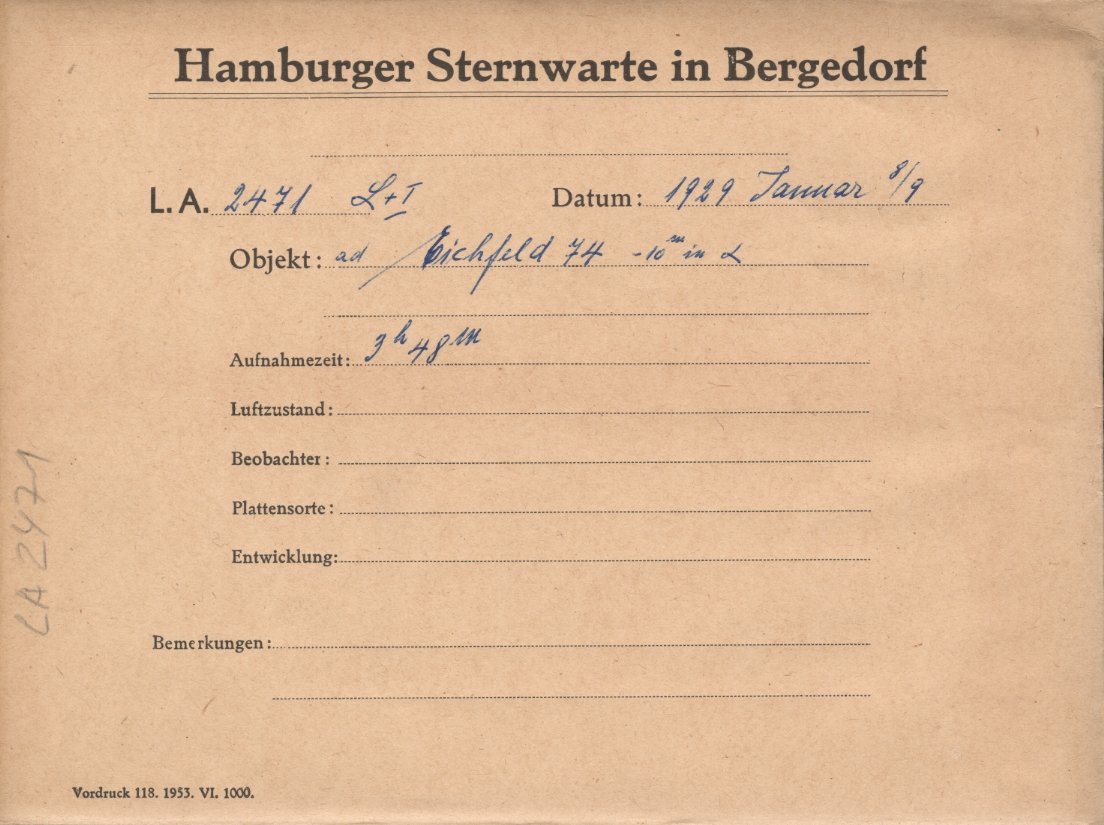 Hamburger Sternwarte in Bergedorf
L.A. 2471 L+I Datum: 1929 Januar 8/9
Objekt: ad Eichfeld 74 -10ᵐ in α
Aufnahmezeit: 3ʰ 48ᵐ
Luftzustand:
Beobachter:
Plattensorte:
Entwicklung:
Bemerkungen:
Vordruck 118. 1953. VI. 1000.
LA 2471